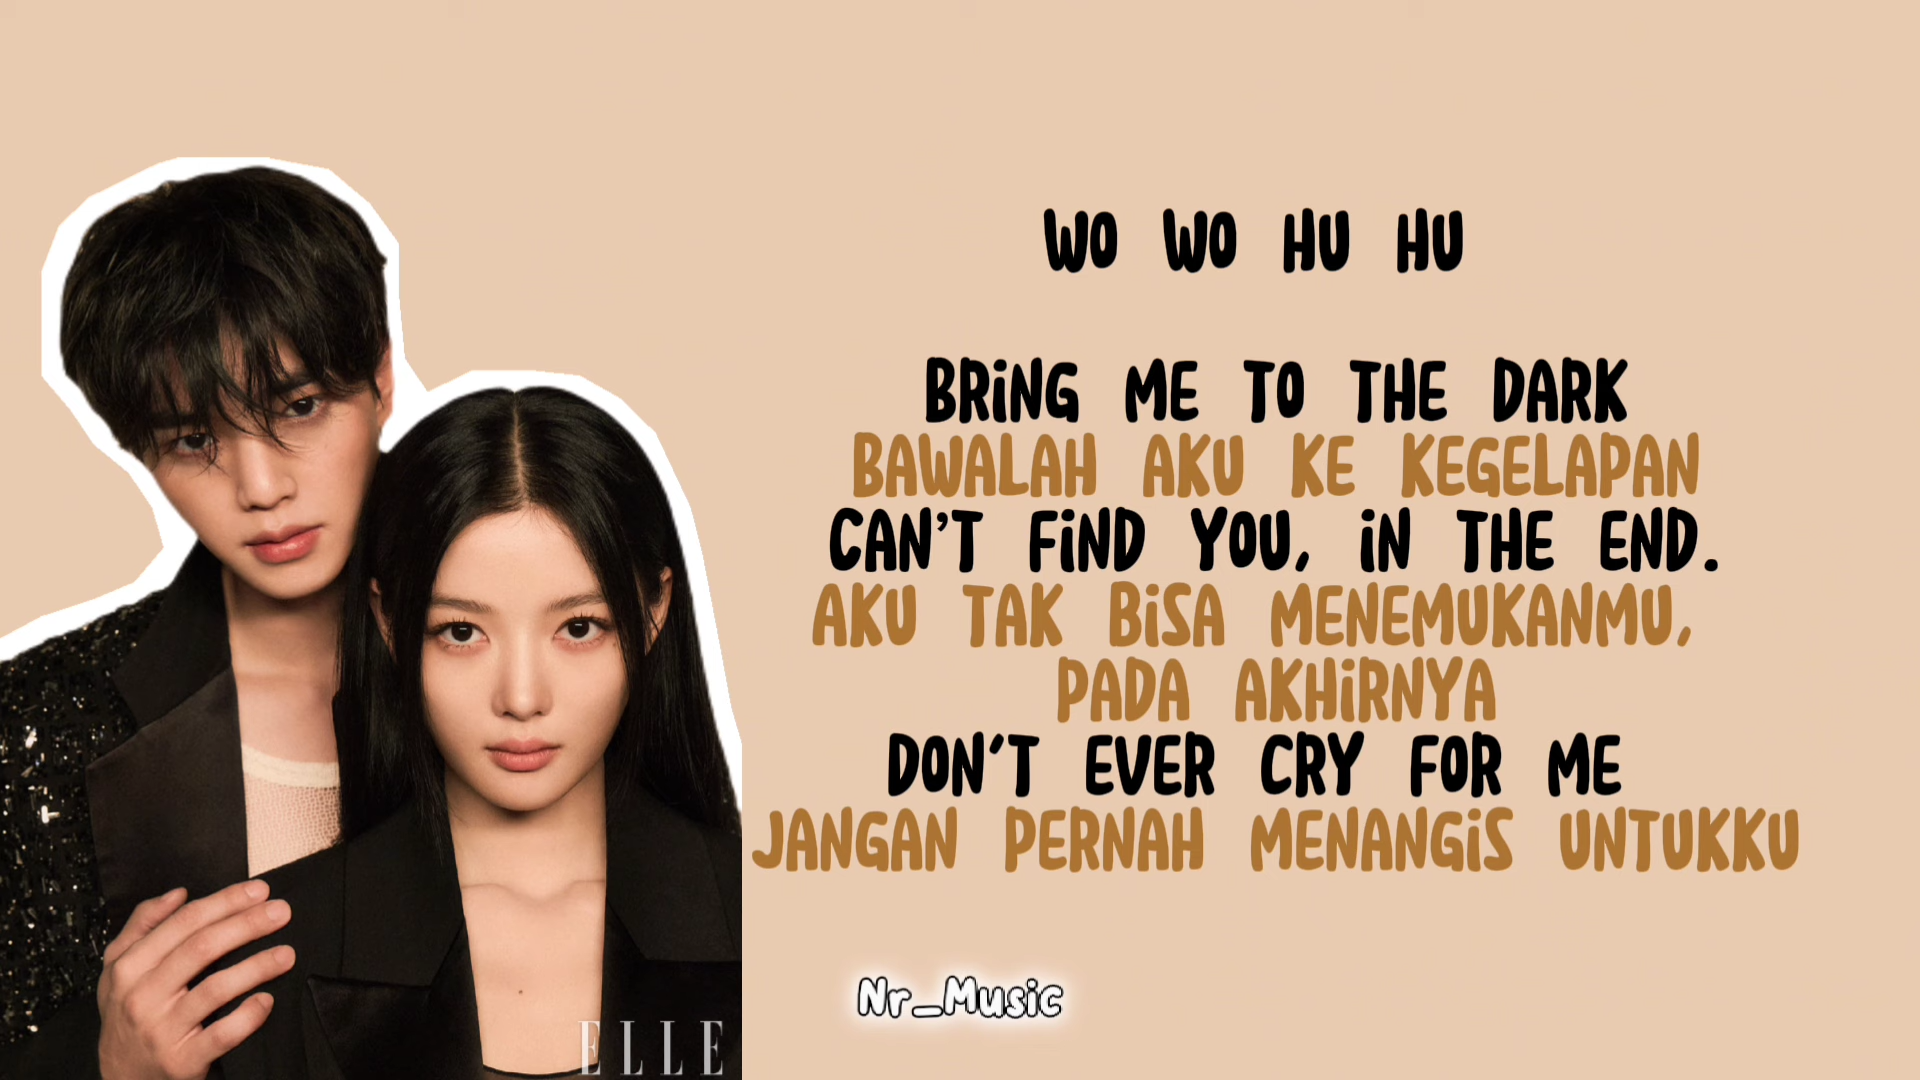 WO WO HU HU
BRiNG ME TO THE DARK
BAWALAH AKU KE KEGELAPAN
CAN’T FiND YOU, iN THE END.
AKU TAK BiSA MENEMUKANMU,
PADA AKHiRNYA
DON'T EVER CRY FOR ME
JANGAN PERNAH MENANGiS UNTUKKU
Nr_Music
ELLE